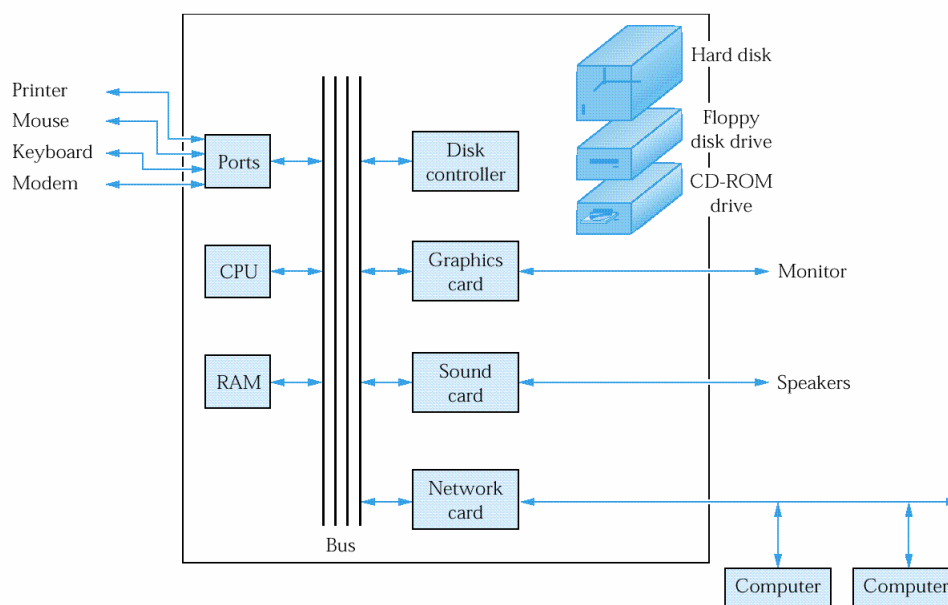 Hard disk
Printer
Mouse
Keyboard
Modem
Ports
Disk
controller
Floppy
disk drive
CD-ROM
drive
CPU
Graphics
card
Monitor
RAM
Sound
card
Speakers
Network
card
Bus
Computer
Computer